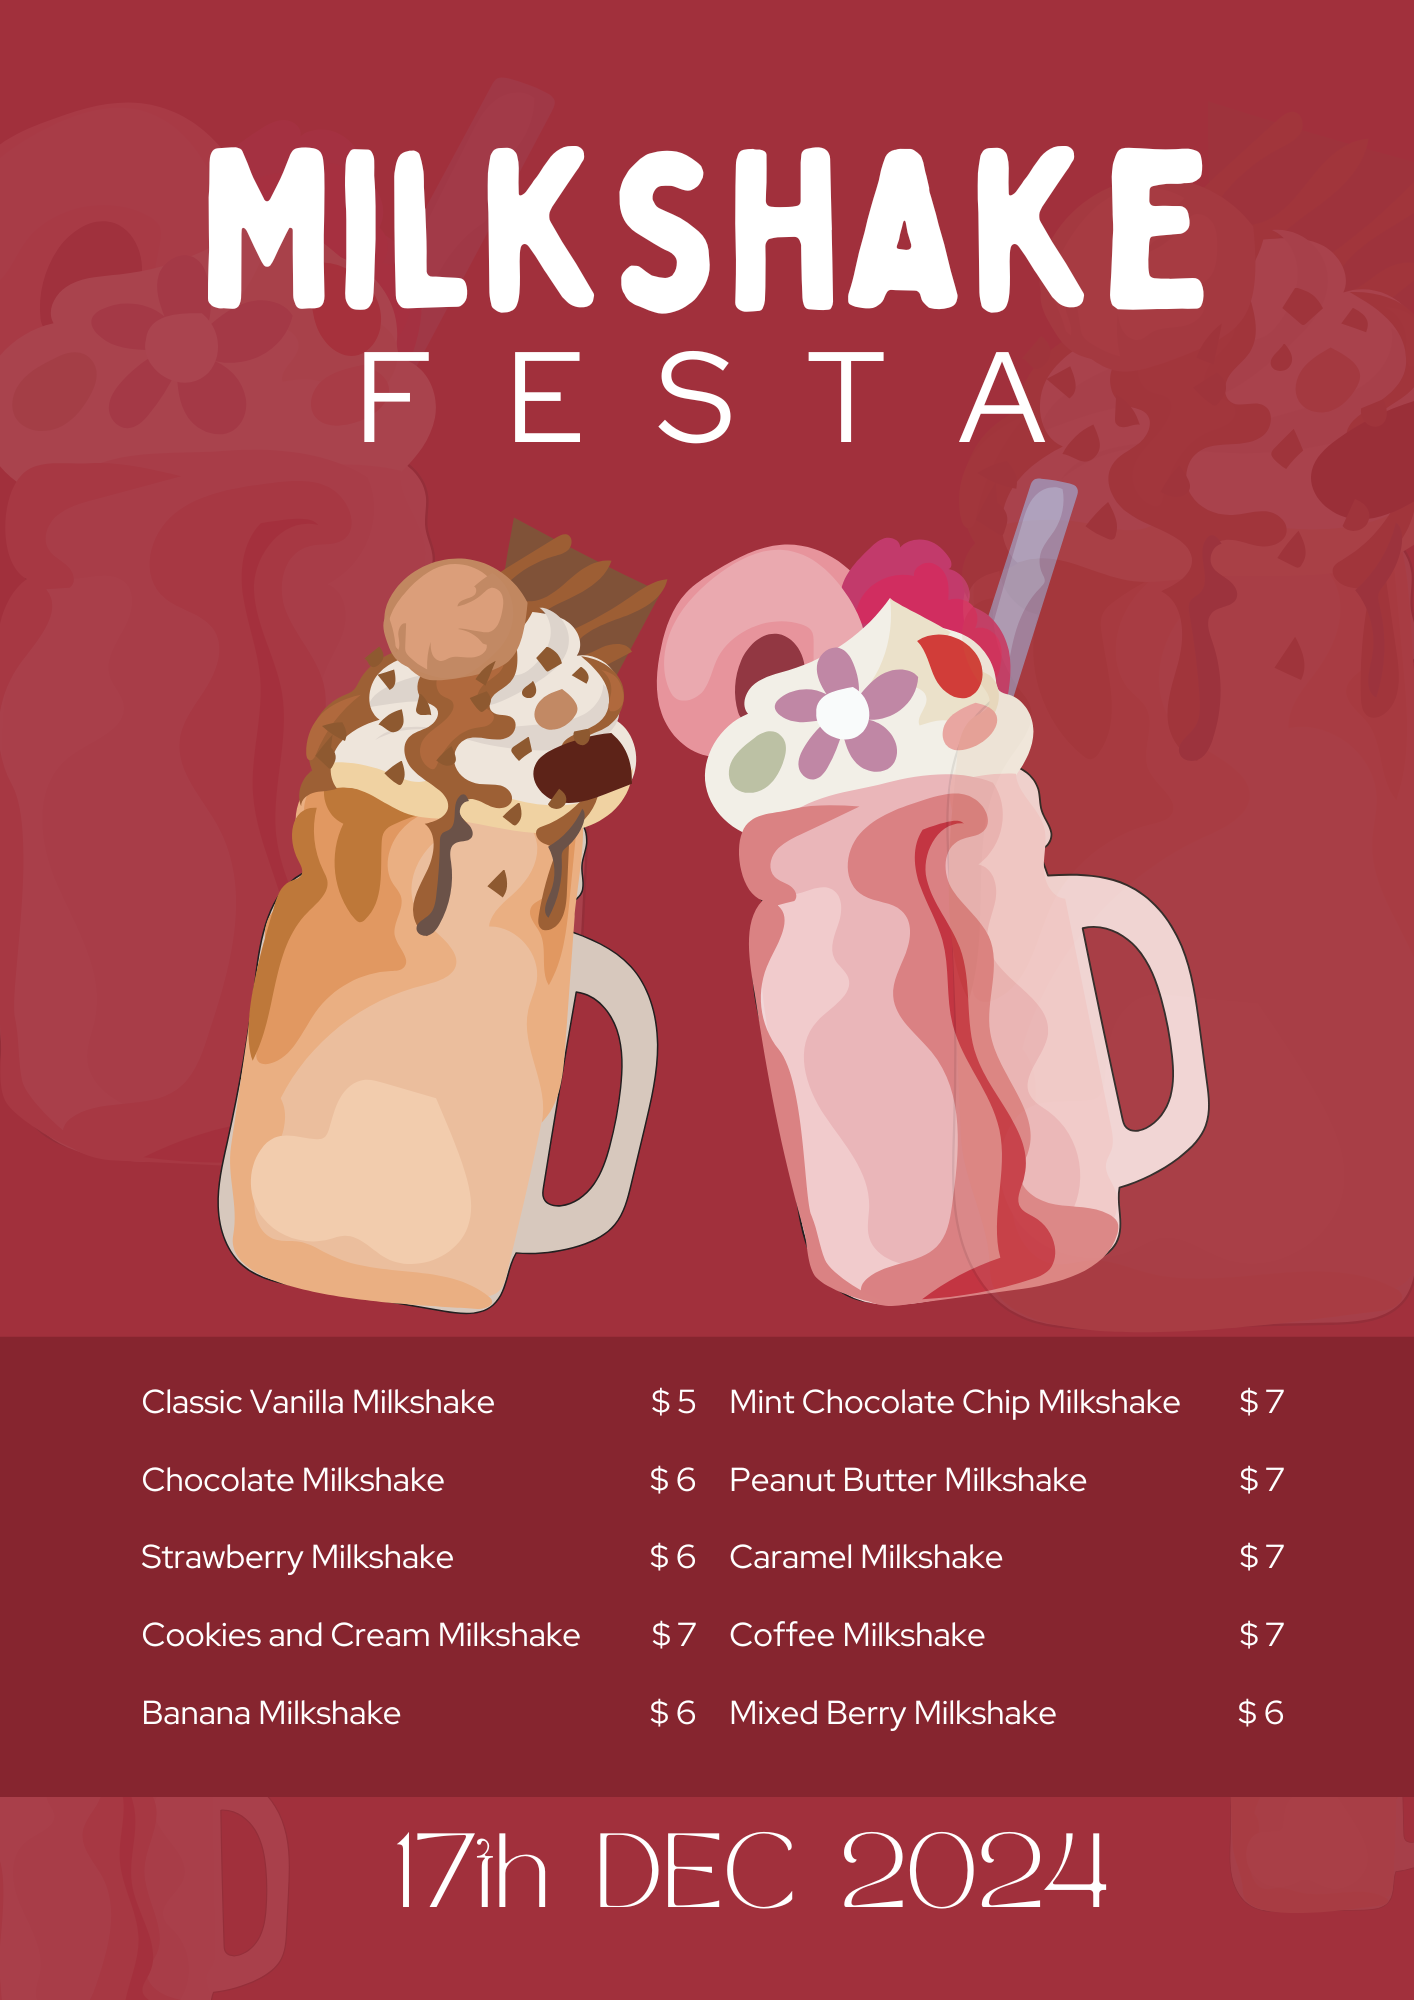 MILKSHAKE
FESTA
Classic Vanilla Milkshake $ 5
Chocolate Milkshake $ 6
Strawberry Milkshake $ 6
Cookies and Cream Milkshake $ 7
Banana Milkshake $ 6
Mint Chocolate Chip Milkshake $ 7
Peanut Butter Milkshake $ 7
Caramel Milkshake $ 7
Coffee Milkshake $ 7
Mixed Berry Milkshake $ 6
17th DEC 2024